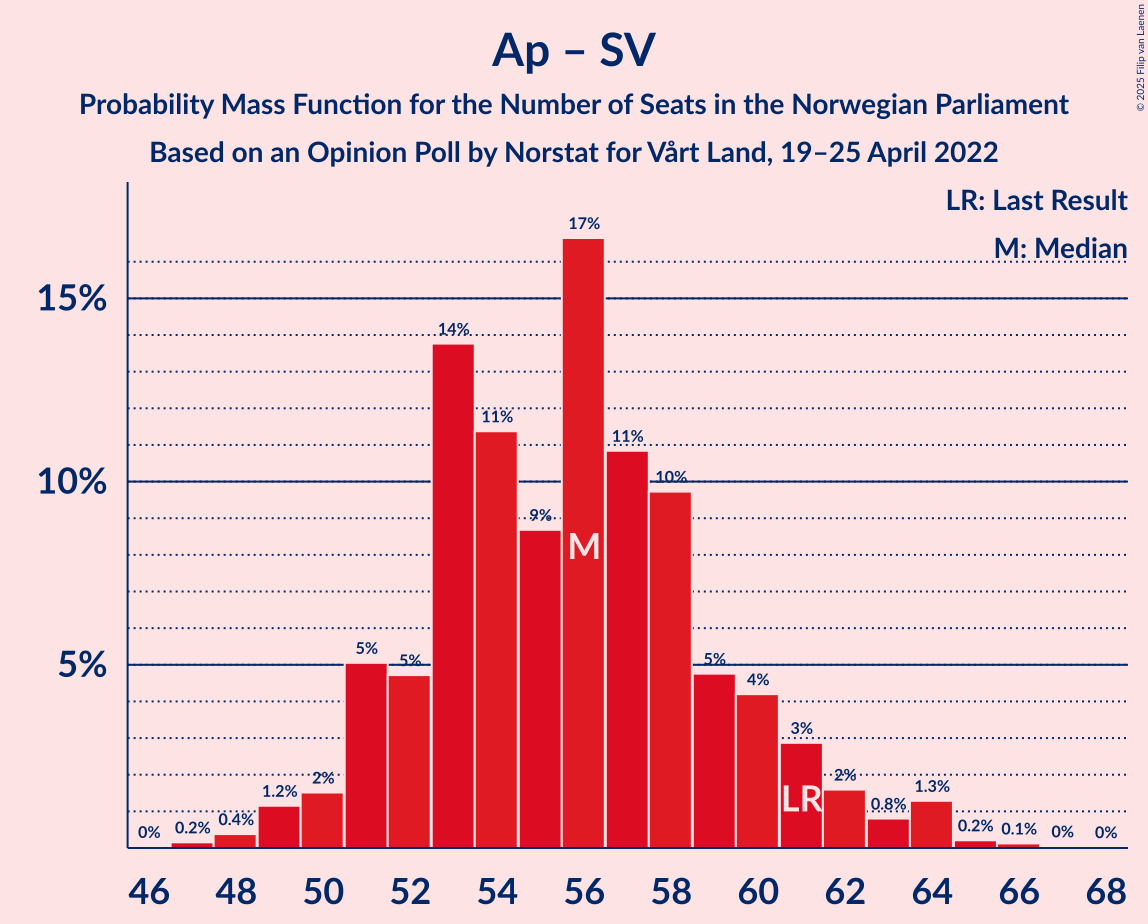 Ap – SV
Probability Mass Function for the Number of Seats in the Norwegian Parliament
Based on an Opinion Poll by Norstat for Vårt Land, 19–25 April 2022
© 2025 Filip van Laenen
LR: Last Result
M: Median
15%
10%
5%
0%
0.2%
0.4%
1.2%
2%
5%
5%
14%
11%
9%
17%
11%
10%
5%
4%
3%
2%
0.8%
1.3%
0.2%
0.1%
0%
0%
M
LR
46 48 50 52 54 56 58 60 62 64 66 68